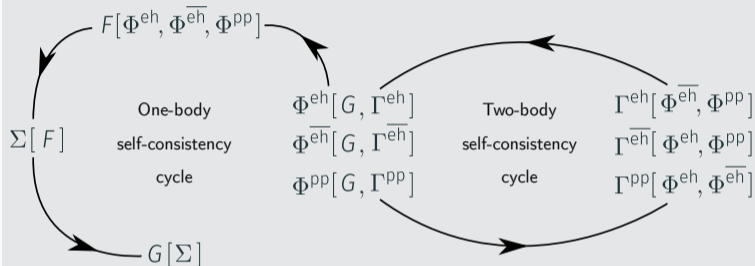 F[Φ^eh, Φ^{\overline{eh}}, Φ^pp]
One-body
self-consistency
cycle
Σ[F]
G[Σ]
Φ^eh[G, Γ^eh]
Φ^{\overline{eh}}[G, Γ^{\overline{eh}}]
Φ^pp[G, Γ^pp]
Two-body
self-consistency
cycle
Γ^eh[Φ^{\overline{eh}}, Φ^pp]
Γ^{\overline{eh}}[Φ^eh, Φ^pp]
Γ^pp[Φ^eh, Φ^{\overline{eh}}]